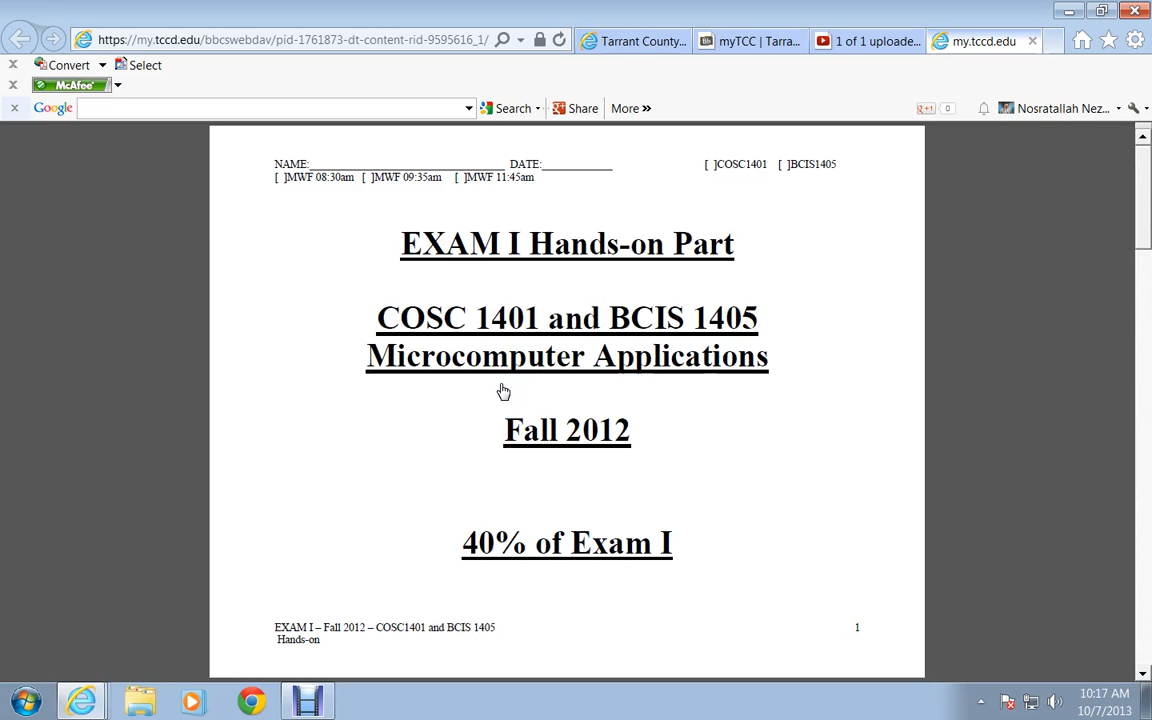 https://my.tccd.edu/bbcswebdav/pid-1761873-dt-content-rid-9595616_1/
Tarrant County...
myTCC | Tarra...
1 of 1 uploade...
my.tccd.edu
Convert
Select
McAfee
Google
Search
Share
More »
+1
0
Nosratallah Nez...
NAME:______________________________ DATE:____________ [ ]COSC1401 [ ]BCIS1405
[ ]MWF 08:30am [ ]MWF 09:35am [ ]MWF 11:45am
EXAM I Hands-on Part
COSC 1401 and BCIS 1405
Microcomputer Applications
Fall 2012
40% of Exam I
EXAM I – Fall 2012 – COSC1401 and BCIS 1405 1
Hands-on
10:17 AM
10/7/2013